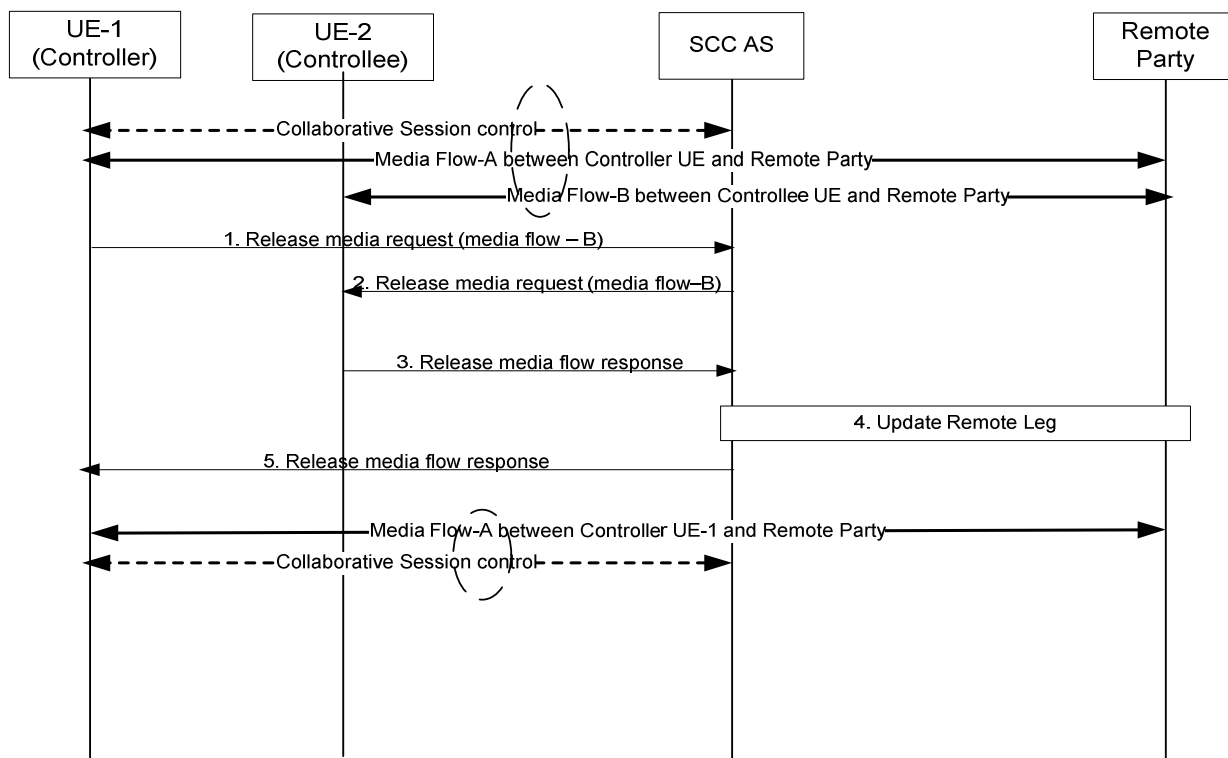 UE-1
(Controller)
UE-2
(Controllee)
SCC AS
Remote
Party
Collaborative Session control
Media Flow-A between Controller UE and Remote Party
Media Flow-B between Controllee UE and Remote Party
1. Release media request (media flow – B)
2. Release media request (media flow–B)
3. Release media flow response
4. Update Remote Leg
5. Release media flow response
Media Flow-A between Controller UE-1 and Remote Party
Collaborative Session control